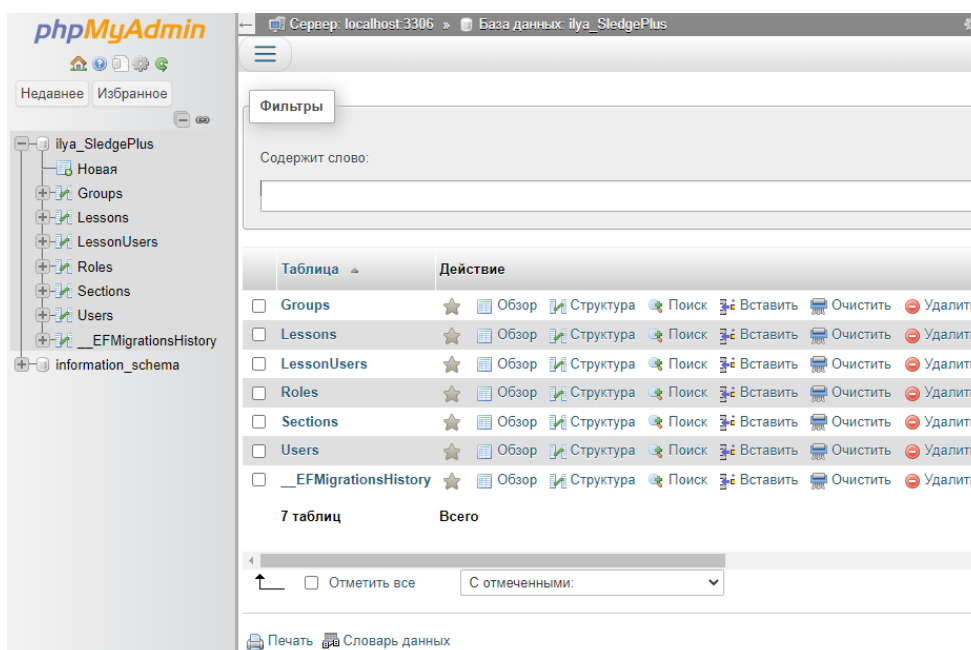 phpMyAdmin
Недавнее Избранное
ilya_SledgePlus
Новая
Groups
Lessons
LessonUsers
Roles
Sections
Users
__EFMigrationsHistory
information_schema
Сервер: localhost:3306 » База данных: ilya_SledgePlus
Фильтры
Содержит слово:
Таблица Действие
Groups Обзор Структура Поиск Вставить Очистить Удалить
Lessons Обзор Структура Поиск Вставить Очистить Удалить
LessonUsers Обзор Структура Поиск Вставить Очистить Удалить
Roles Обзор Структура Поиск Вставить Очистить Удалить
Sections Обзор Структура Поиск Вставить Очистить Удалить
Users Обзор Структура Поиск Вставить Очистить Удалить
__EFMigrationsHistory Обзор Структура Поиск Вставить Очистить Удалить
7 таблиц Всего
Отметить все С отмеченными:
Печать Словарь данных